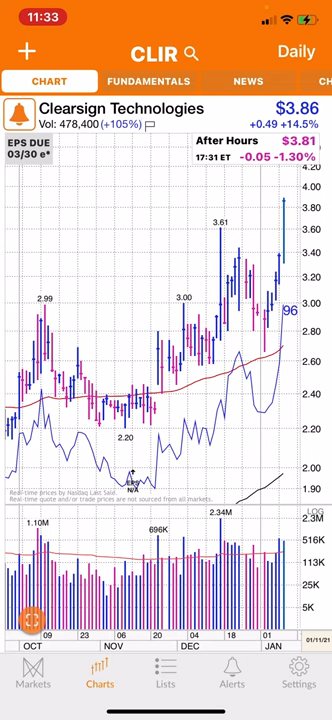 11:33
CLIR
Daily
CHART
FUNDAMENTALS
NEWS
CH
Clearsign Technologies
$3.86
Vol: 478,400 (+105%)
+0.49 +14.5%
EPS DUE
03/30 e*
After Hours
$3.81
17:31 ET
-0.05 -1.30%
4.20
4.00
3.80
3.60
3.40
3.20
3.00
2.80
2.60
2.40
2.20
2.00
1.90
3.61
2.99
3.00
96
2.20
EPS
N/A
Real-time prices by Nasdaq Last Sale.
Real-time quote and/or trade prices are not sourced from all markets.
LOG
1.10M
696K
2.34M
2.3M
516K
113K
25K
5K
09
23
06
20
04
18
01
OCT
NOV
DEC
JAN
01/11/21
Markets
Charts
Lists
Alerts
Settings